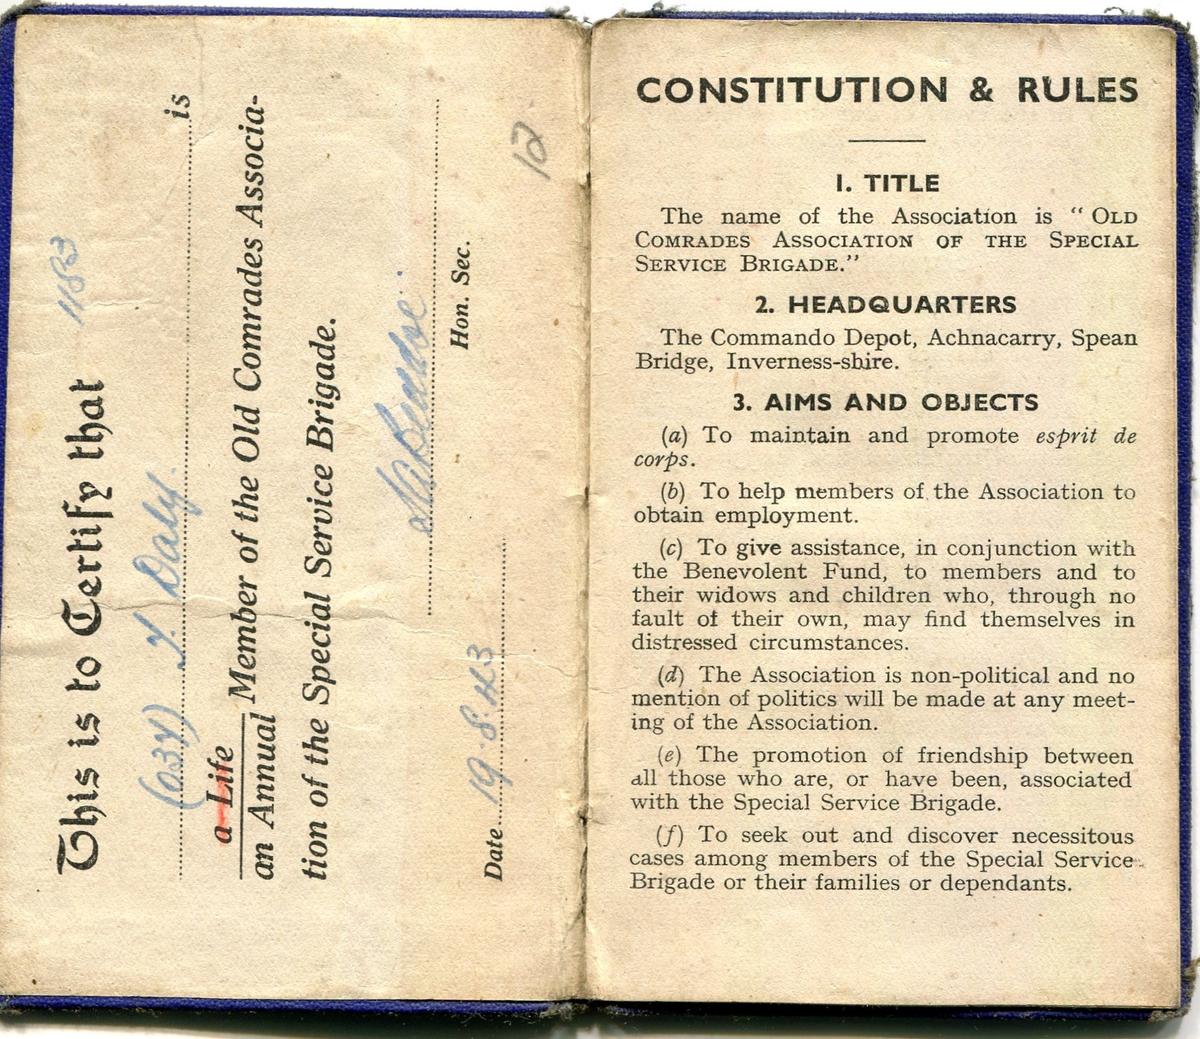 This is to Certify that 1183
(634) T. Daly. is
a Life
an Annual Member of the Old Comrades Associa-
tion of the Special Service Brigade.
Hon. Sec.
Date 19.8.43
12
CONSTITUTION & RULES
1. TITLE
The name of the Association is “ OLD
COMRADES ASSOCIATION OF THE SPECIAL
SERVICE BRIGADE.”
2. HEADQUARTERS
The Commando Depot, Achnacarry, Spean
Bridge, Inverness-shire.
3. AIMS AND OBJECTS
(a) To maintain and promote esprit de
corps.
(b) To help members of the Association to
obtain employment.
(c) To give assistance, in conjunction with
the Benevolent Fund, to members and to
their widows and children who, through no
fault of their own, may find themselves in
distressed circumstances.
(d) The Association is non-political and no
mention of politics will be made at any meet-
ing of the Association.
(e) The promotion of friendship between
all those who are, or have been, associated
with the Special Service Brigade.
(f) To seek out and discover necessitous
cases among members of the Special Service
Brigade or their families or dependants.